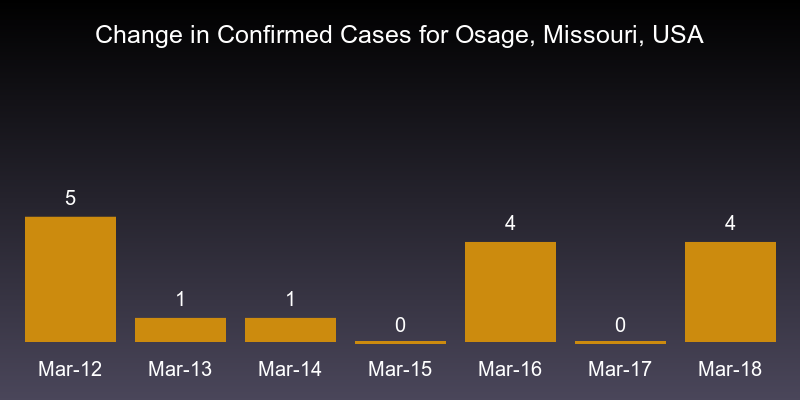 Change in Confirmed Cases for Osage, Missouri, USA
5
1
1
0
4
0
4
Mar-12
Mar-13
Mar-14
Mar-15
Mar-16
Mar-17
Mar-18